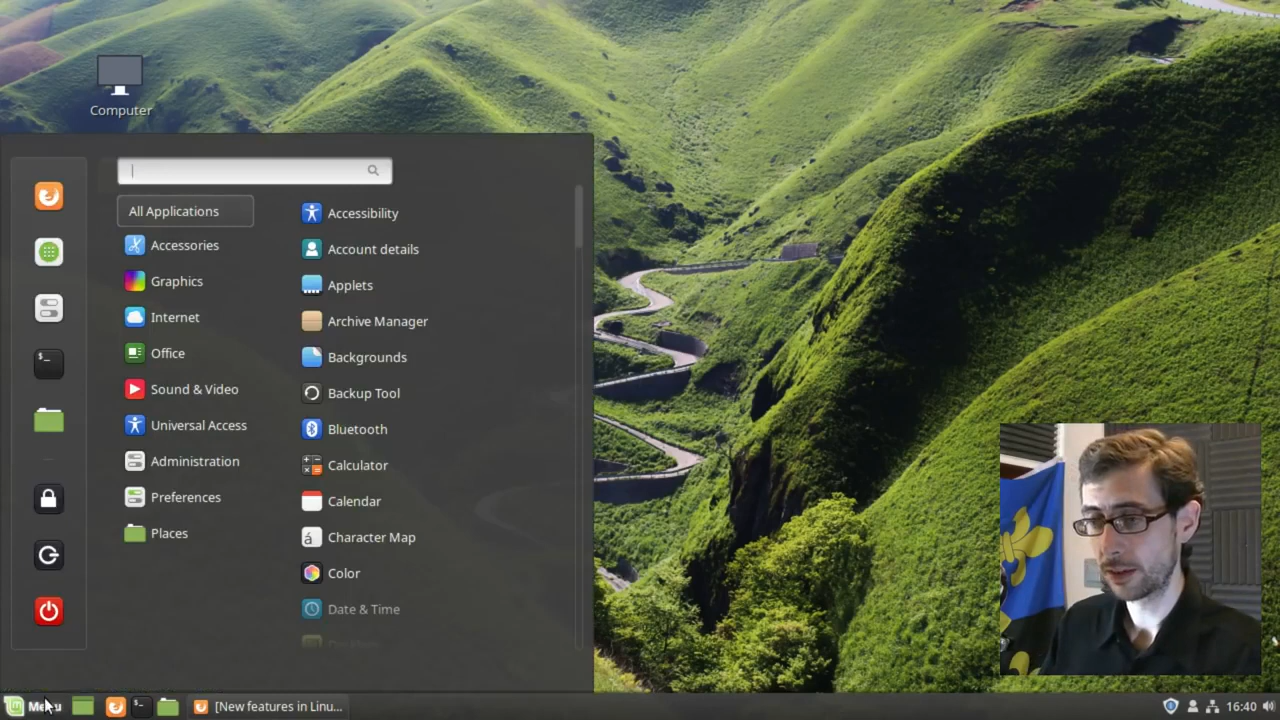 Computer
All Applications
Accessories
Graphics
Internet
Office
Sound & Video
Universal Access
Administration
Preferences
Places
Accessibility
Account details
Applets
Archive Manager
Backgrounds
Backup Tool
Bluetooth
Calculator
Calendar
Character Map
Color
Date & Time
Menu
[New features in Linu...
16:40